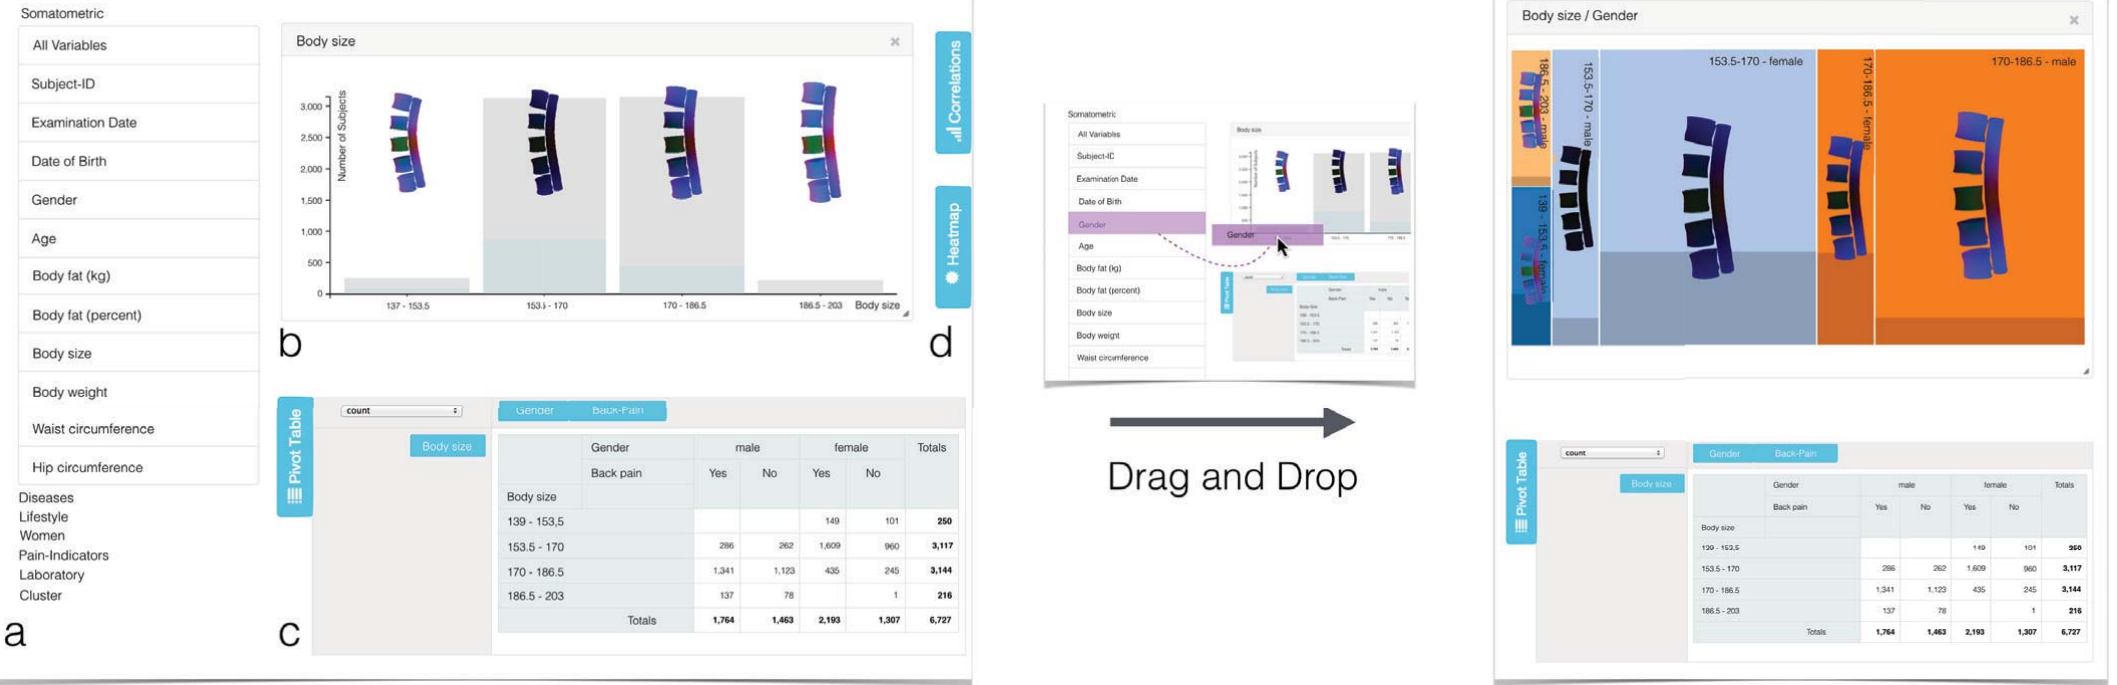 Somatometric
All Variables
Subject-ID
Examination Date
Date of Birth
Gender
Age
Body fat (kg)
Body fat (percent)
Body size
Body weight
Waist circumference
Hip circumference
Diseases
Lifestyle
Women
Pain-Indicators
Laboratory
Cluster
a
Body size
Number of Subjects
3,000
2,500
2,000
1,500
1,000
500
0
137 - 153.5
153.5 - 170
170 - 186.5
186.5 - 203
Body size
b
Correlations
Heatmap
d
Pivot Table
count
Gender Back-Pain
Body size
Gender male female Totals
Back pain Yes No Yes No
Body size
139 - 153,5 149 101 250
153.5 - 170 286 262 1,609 960 3,117
170 - 186.5 1,341 1,123 435 245 3,144
186.5 - 203 137 78 1 216
Totals 1,764 1,463 2,193 1,307 6,727
c
Somatometric
All Variables
Subject-ID
Examination Date
Date of Birth
Gender
Age
Body fat (kg)
Body fat (percent)
Body size
Body weight
Waist circumference
Body size
Gender
Pivot Table
Drag and Drop
Body size / Gender
186.5 - 203 - male
139 - 153.5 - female
153.5-170 - male
153.5-170 - female
170-186.5 - female
170-186.5 - male
Pivot Table
count
Gender Back-Pain
Body size
Gender male female Totals
Back pain Yes No Yes No
Body size
139 - 153,5 149 101 250
153.5 - 170 286 262 1,609 960 3,117
170 - 186.5 1,341 1,123 435 245 3,144
186.5 - 203 137 78 1 216
Totals 1,764 1,463 2,193 1,307 6,727